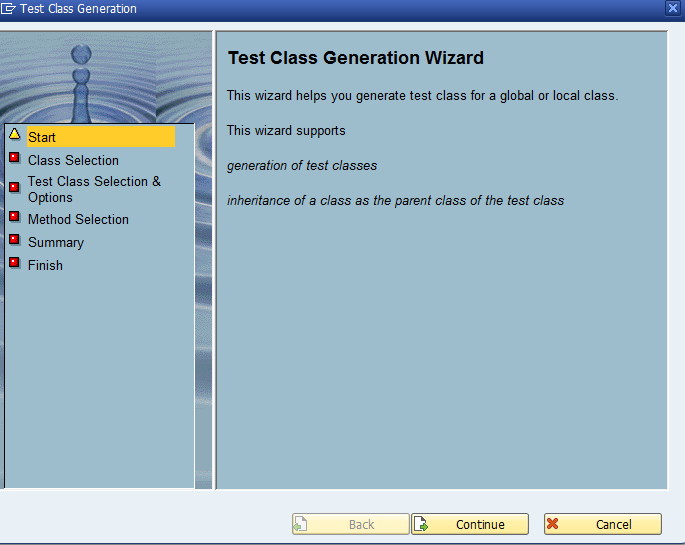 Test Class Generation
Start
Class Selection
Test Class Selection &
Options
Method Selection
Summary
Finish
Test Class Generation Wizard
This wizard helps you generate test class for a global or local class.
This wizard supports
generation of test classes
inheritance of a class as the parent class of the test class
Back
Continue
Cancel